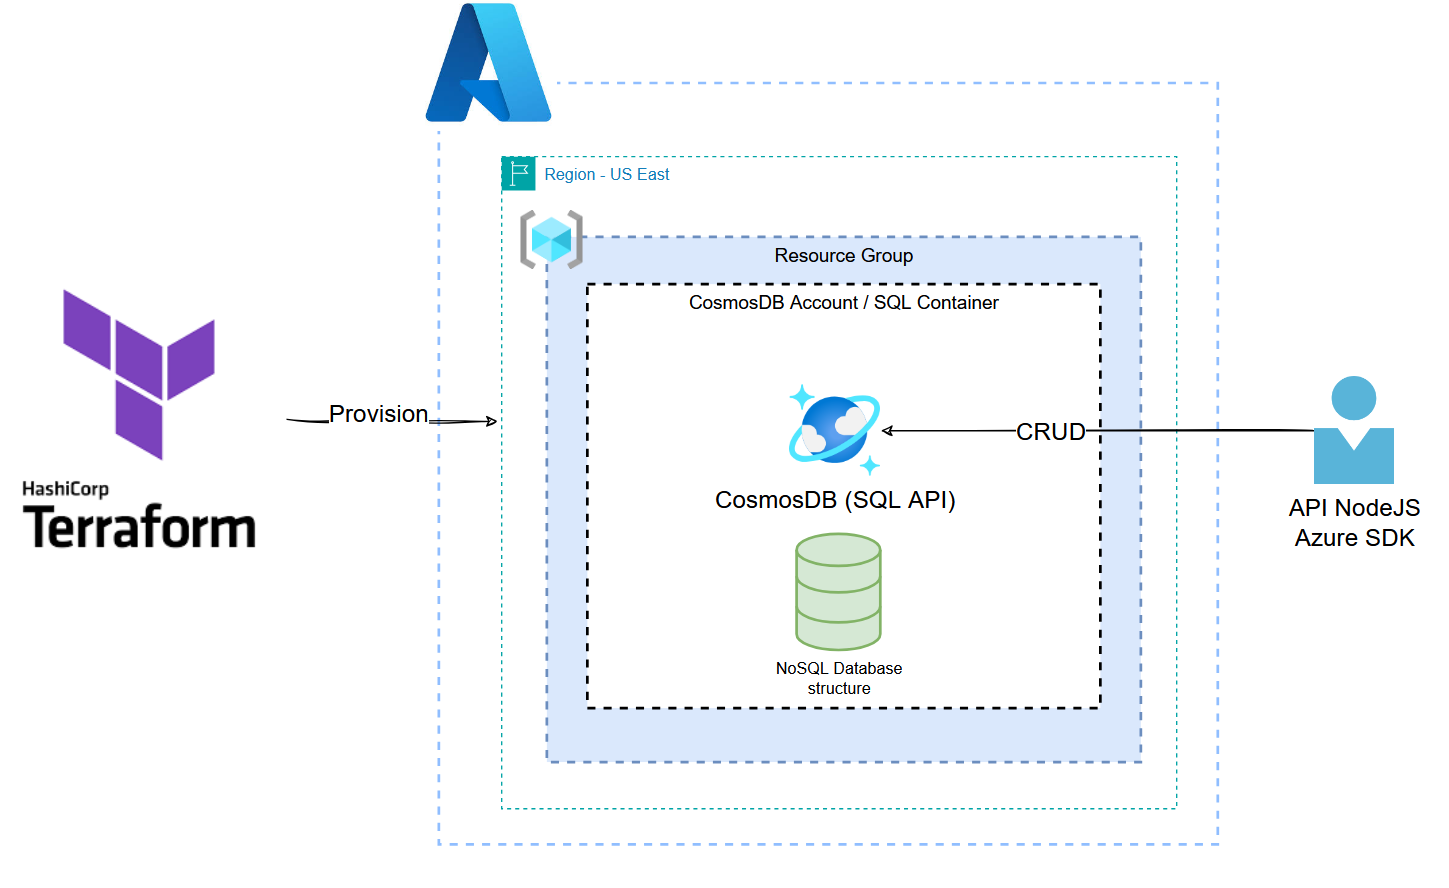 Region - US East
Resource Group
CosmosDB Account / SQL Container
Provision
CRUD
HashiCorp
Terraform
CosmosDB (SQL API)
API NodeJS
Azure SDK
NoSQL Database
structure